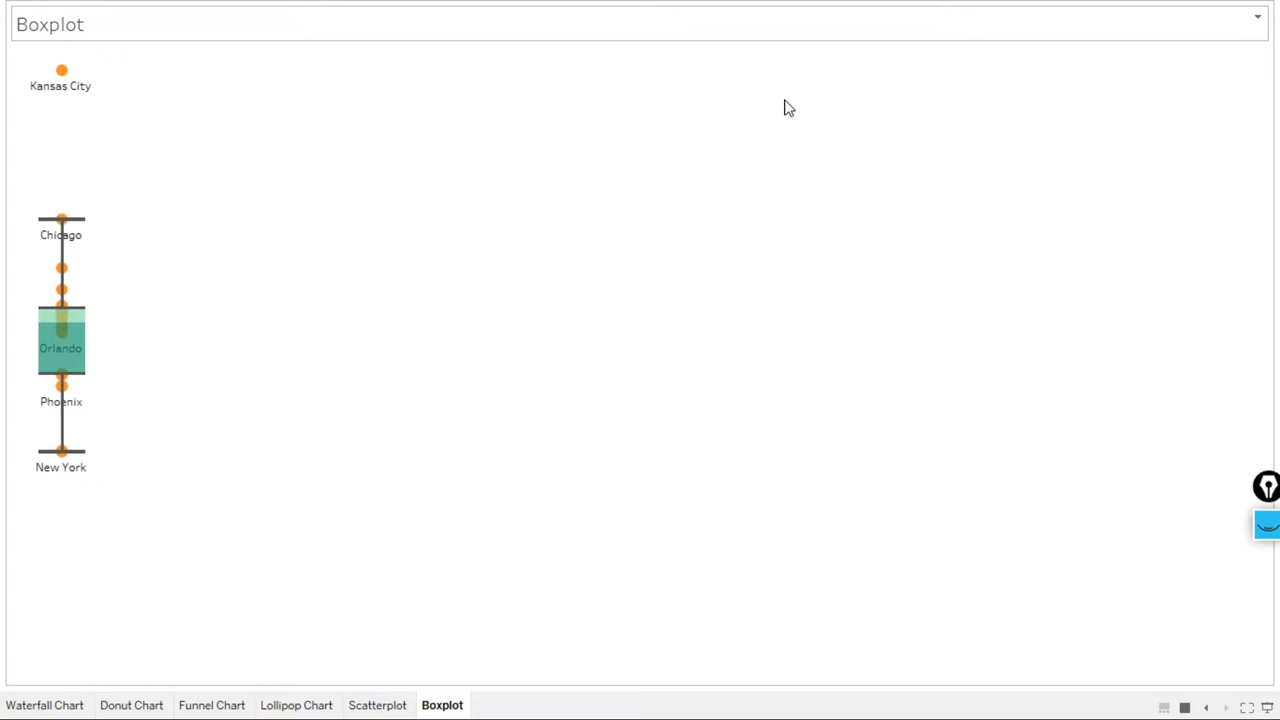 Boxplot
Kansas City
Chicago
Orlando
Phoenix
New York
Waterfall Chart Donut Chart Funnel Chart Lollipop Chart Scatterplot Boxplot